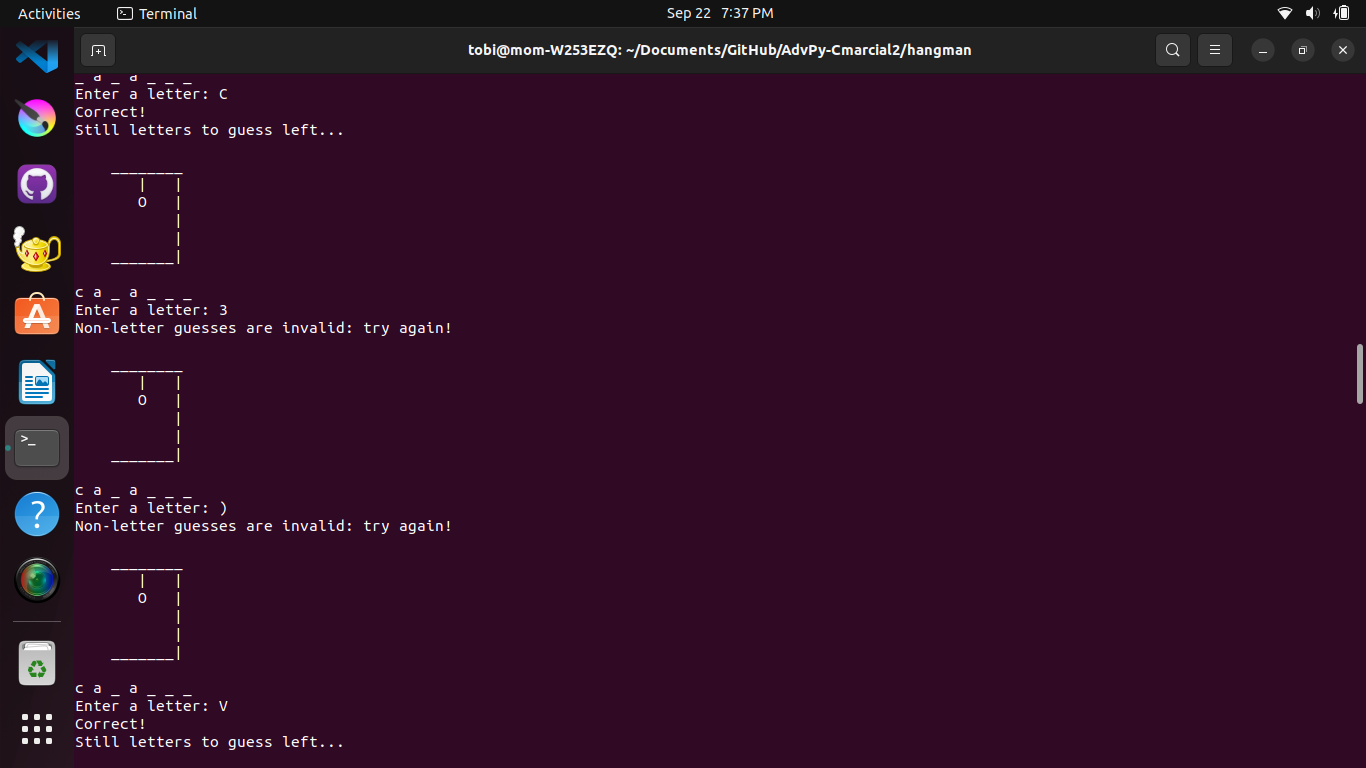 Activities Terminal Sep 22 7:37 PM
tobi@mom-W253EZQ: ~/Documents/GitHub/AdvPy-Cmarcial2/hangman
_ a _ a _ _ _
Enter a letter: C
Correct!
Still letters to guess left...
    ________
       |   |
       O   |
           |
           |
    _______|
c a _ a _ _ _
Enter a letter: 3
Non-letter guesses are invalid: try again!
    ________
       |   |
       O   |
           |
           |
    _______|
c a _ a _ _ _
Enter a letter: )
Non-letter guesses are invalid: try again!
    ________
       |   |
       O   |
           |
           |
    _______|
c a _ a _ _ _
Enter a letter: V
Correct!
Still letters to guess left...
>_
?